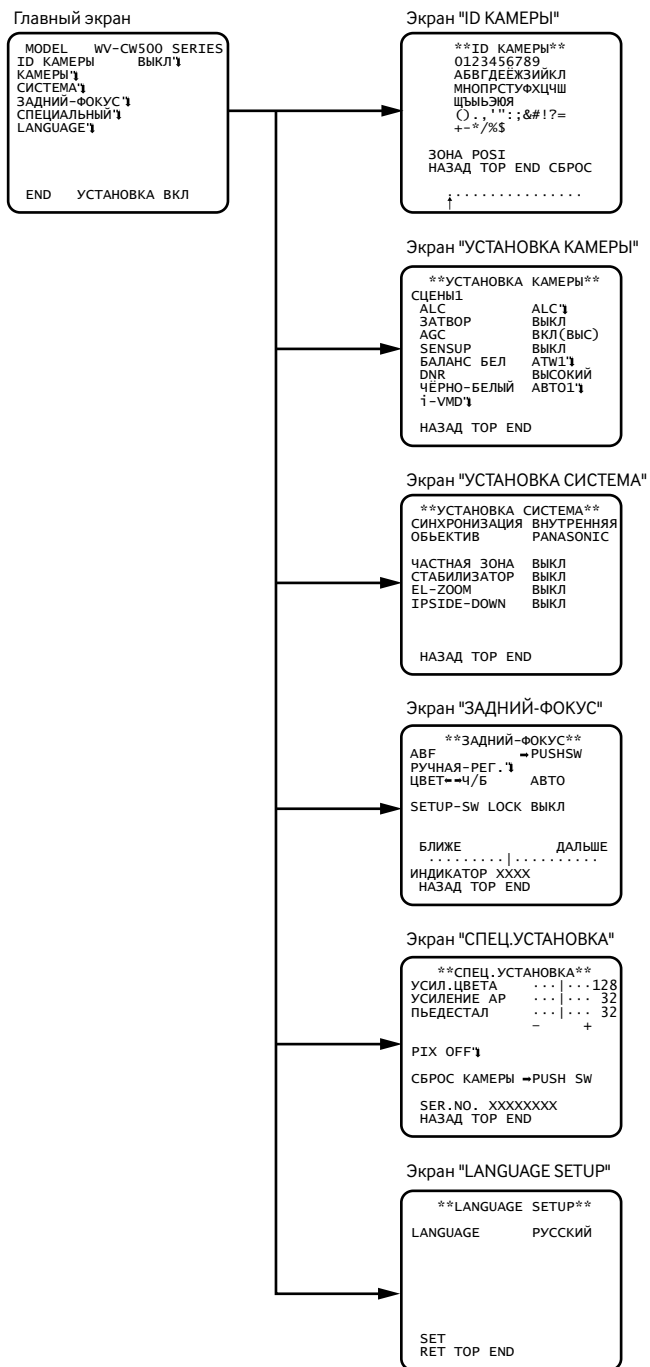 Главный экран
MODEL WV-CW500 SERIES
ID КАМЕРЫ ВЫКЛ
КАМЕРЫ
СИСТЕМА
ЗАДНИЙ-ФОКУС
СПЕЦИАЛЬНЫЙ
LANGUAGE
END УСТАНОВКА ВКЛ
Экран "ID КАМЕРЫ"
**ID КАМЕРЫ**
0123456789
АБВГДЕЁЖЗИЙКЛ
МНОПРСТУФХЦЧШ
ЩЪЫЬЭЮЯ
().,'":;&#!?=
+-*/%$
ЗОНА POSI
НАЗАД TOP END СБРОС
................
↑
Экран "УСТАНОВКА КАМЕРЫ"
**УСТАНОВКА КАМЕРЫ**
СЦЕНЫ1
ALC ALC
ЗАТВОР ВЫКЛ
AGC ВКЛ(ВЫС)
SENSUP ВЫКЛ
БАЛАНС БЕЛ ATW1
DNR ВЫСОКИЙ
ЧЁРНО-БЕЛЫЙ АВТО1
i-VMD
НАЗАД TOP END
Экран "УСТАНОВКА СИСТЕМА"
**УСТАНОВКА СИСТЕМА**
СИНХРОНИЗАЦИЯ ВНУТРЕННЯЯ
ОБЬЕКТИВ PANASONIC
ЧАСТНАЯ ЗОНА ВЫКЛ
СТАБИЛИЗАТОР ВЫКЛ
EL-ZOOM ВЫКЛ
IPSIDE-DOWN ВЫКЛ
НАЗАД TOP END
Экран "ЗАДНИЙ-ФОКУС"
**ЗАДНИЙ-ФОКУС**
ABF ➡PUSHSW
РУЧНАЯ-РЕГ.
ЦВЕТ⬅➡Ч/Б АВТО
SETUP-SW LOCK ВЫКЛ
БЛИЖЕ ДАЛЬШЕ
·········|··········
ИНДИКАТОР XXXX
НАЗАД TOP END
Экран "СПЕЦ.УСТАНОВКА"
**СПЕЦ.УСТАНОВКА**
УСИЛ.ЦВЕТА ···|···128
УСИЛЕНИЕ АР ···|··· 32
ПЬЕДЕСТАЛ ···|··· 32
- +
PIX OFF
СБРОС КАМЕРЫ ➡PUSH SW
SER.NO. XXXXXXXX
НАЗАД TOP END
Экран "LANGUAGE SETUP"
**LANGUAGE SETUP**
LANGUAGE РУССКИЙ
SET
RET TOP END